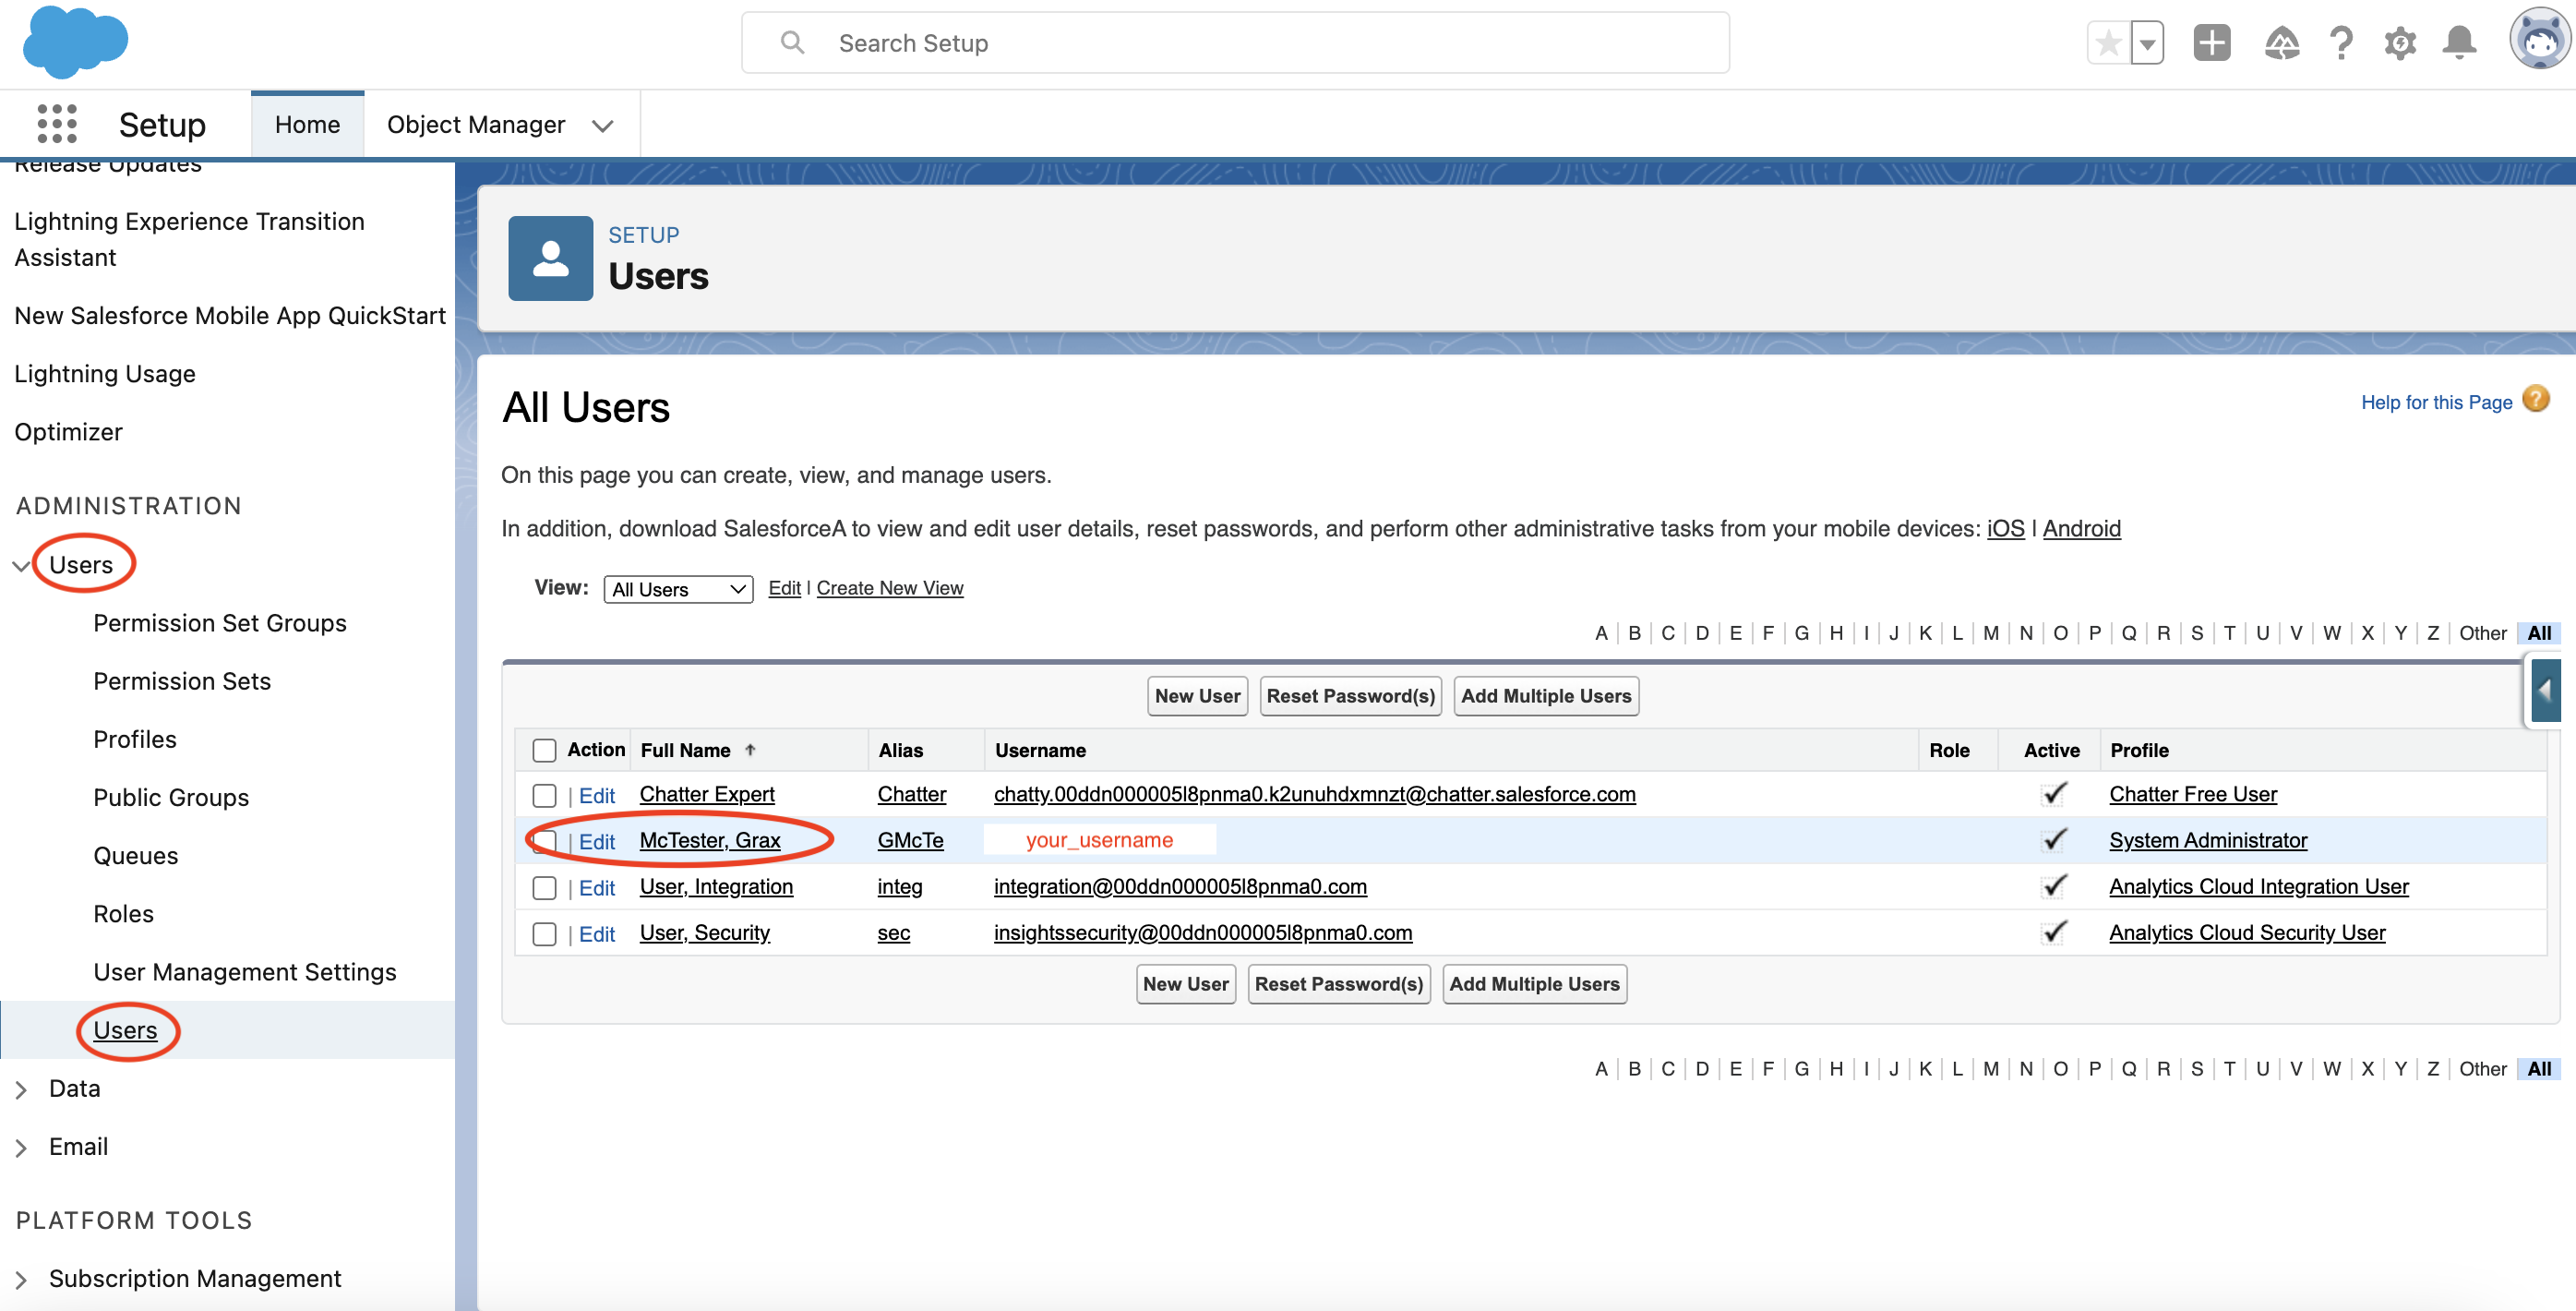 Search Setup
Setup
Home
Object Manager
Release Updates
Lightning Experience Transition
Assistant
New Salesforce Mobile App QuickStart
Lightning Usage
Optimizer
ADMINISTRATION
Users
Permission Set Groups
Permission Sets
Profiles
Public Groups
Queues
Roles
User Management Settings
Users
Data
Email
PLATFORM TOOLS
Subscription Management
SETUP
Users
All Users
Help for this Page ?
On this page you can create, view, and manage users.
In addition, download SalesforceA to view and edit user details, reset passwords, and perform other administrative tasks from your mobile devices: iOS | Android
View: All Users Edit | Create New View
A | B | C | D | E | F | G | H | I | J | K | L | M | N | O | P | Q | R | S | T | U | V | W | X | Y | Z | Other | All
New User Reset Password(s) Add Multiple Users
Action Full Name ↑ Alias Username Role Active Profile
| Edit Chatter Expert Chatter chatty.00ddn000005l8pnma0.k2unuhdxmnzt@chatter.salesforce.com Chatter Free User
| Edit McTester, Grax GMcTe your_username System Administrator
| Edit User, Integration integ integration@00ddn000005l8pnma0.com Analytics Cloud Integration User
| Edit User, Security sec insightssecurity@00ddn000005l8pnma0.com Analytics Cloud Security User
New User Reset Password(s) Add Multiple Users
A | B | C | D | E | F | G | H | I | J | K | L | M | N | O | P | Q | R | S | T | U | V | W | X | Y | Z | Other | All